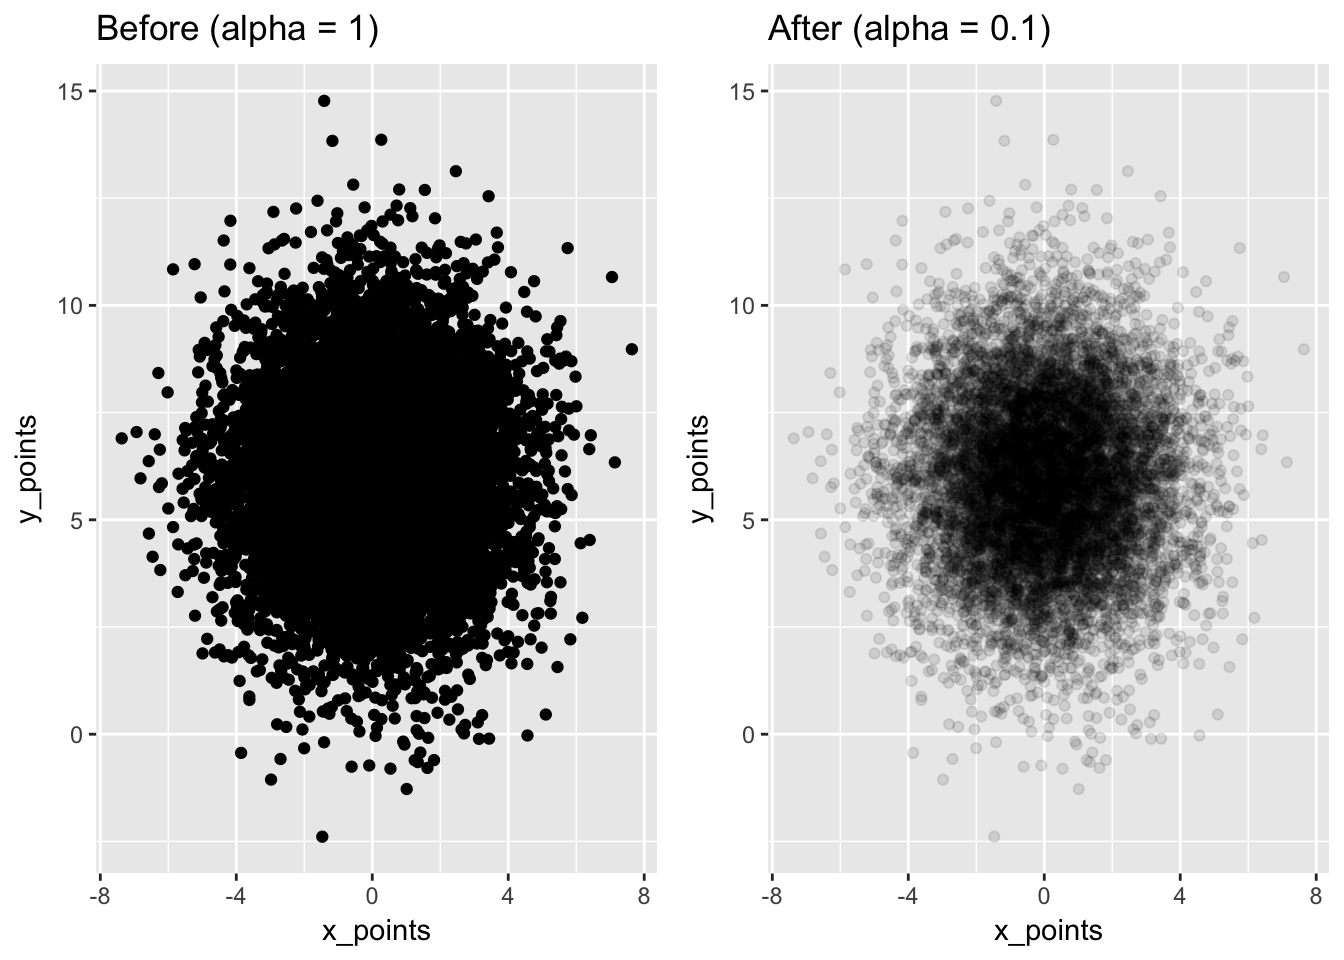 Before (alpha = 1)
15
10
5
0
y_points
-8 -4 0 4 8
x_points
After (alpha = 0.1)
15
10
5
0
y_points
-8 -4 0 4 8
x_points